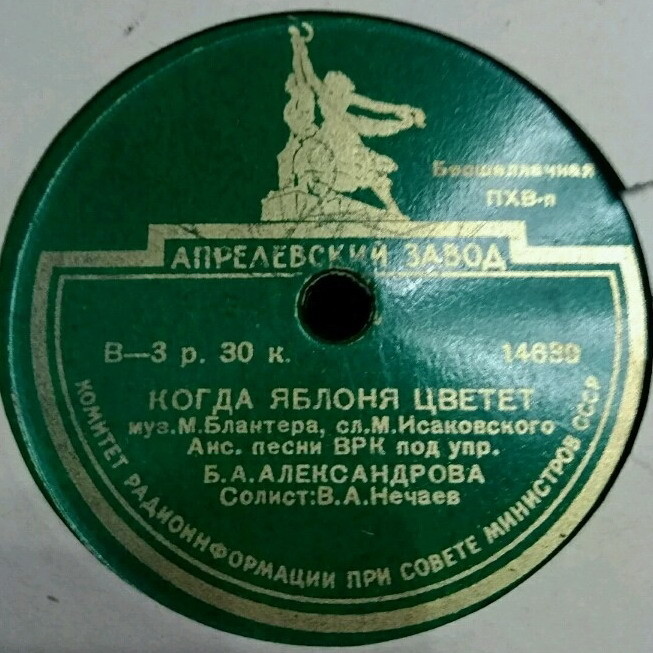 Бесшеллачная
ПХВ-п
АПРЕЛЕВСКИЙ ЗАВОД
В—3 р. 30 к. 14639
КОГДА ЯБЛОНЯ ЦВЕТЕТ
муз.М.Блантера, сл.М.Исаковского
Анс. песни ВРК под упр.
Б.А.АЛЕКСАНДРОВА
Солист:В.А.Нечаев
КОМИТЕТ РАДИОИНФОРМАЦИИ ПРИ СОВЕТЕ МИНИСТРОВ СССР